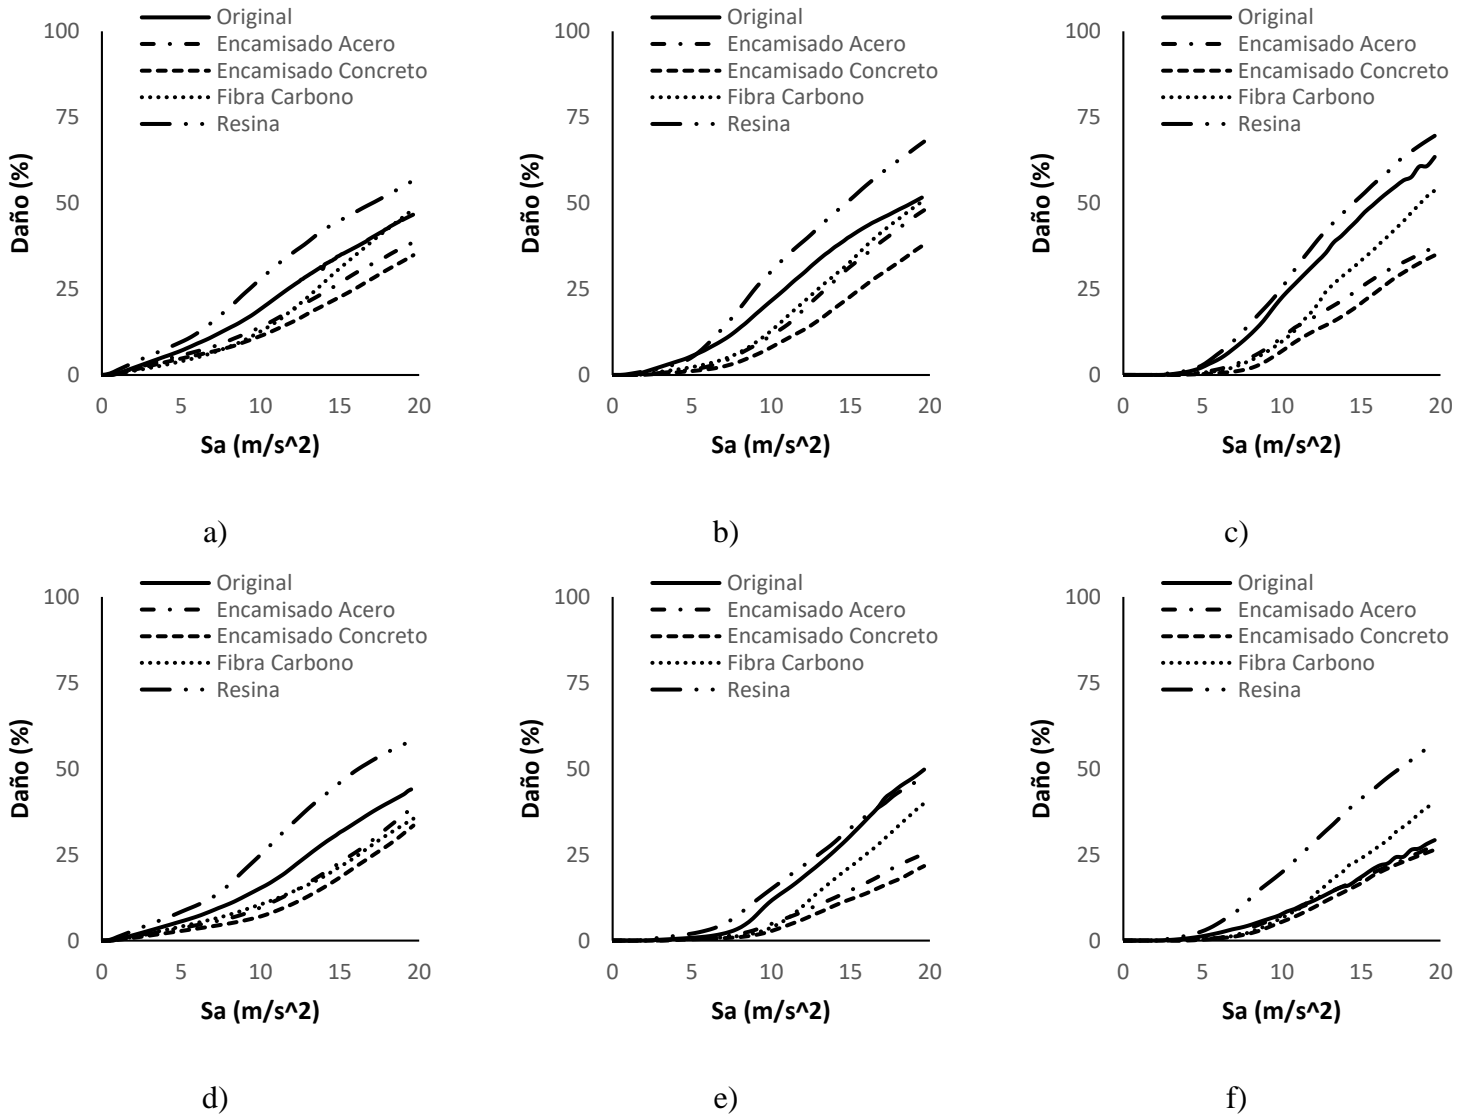 Original
Encamisado Acero
Encamisado Concreto
Fibra Carbono
Resina
100
75
50
25
0
Daño (%)
0 5 10 15 20
Sa (m/s^2)
a)
Original
Encamisado Acero
Encamisado Concreto
Fibra Carbono
Resina
100
75
50
25
0
Daño (%)
0 5 10 15 20
Sa (m/s^2)
b)
Original
Encamisado Acero
Encamisado Concreto
Fibra Carbono
Resina
100
75
50
25
0
Daño (%)
0 5 10 15 20
Sa (m/s^2)
c)
Original
Encamisado Acero
Encamisado Concreto
Fibra Carbono
Resina
100
75
50
25
0
Daño (%)
0 5 10 15 20
Sa (m/s^2)
d)
Original
Encamisado Acero
Encamisado Concreto
Fibra Carbono
Resina
100
75
50
25
0
Daño (%)
0 5 10 15 20
Sa (m/s^2)
e)
Original
Encamisado Acero
Encamisado Concreto
Fibra Carbono
Resina
100
75
50
25
0
Daño (%)
0 5 10 15 20
Sa (m/s^2)
f)